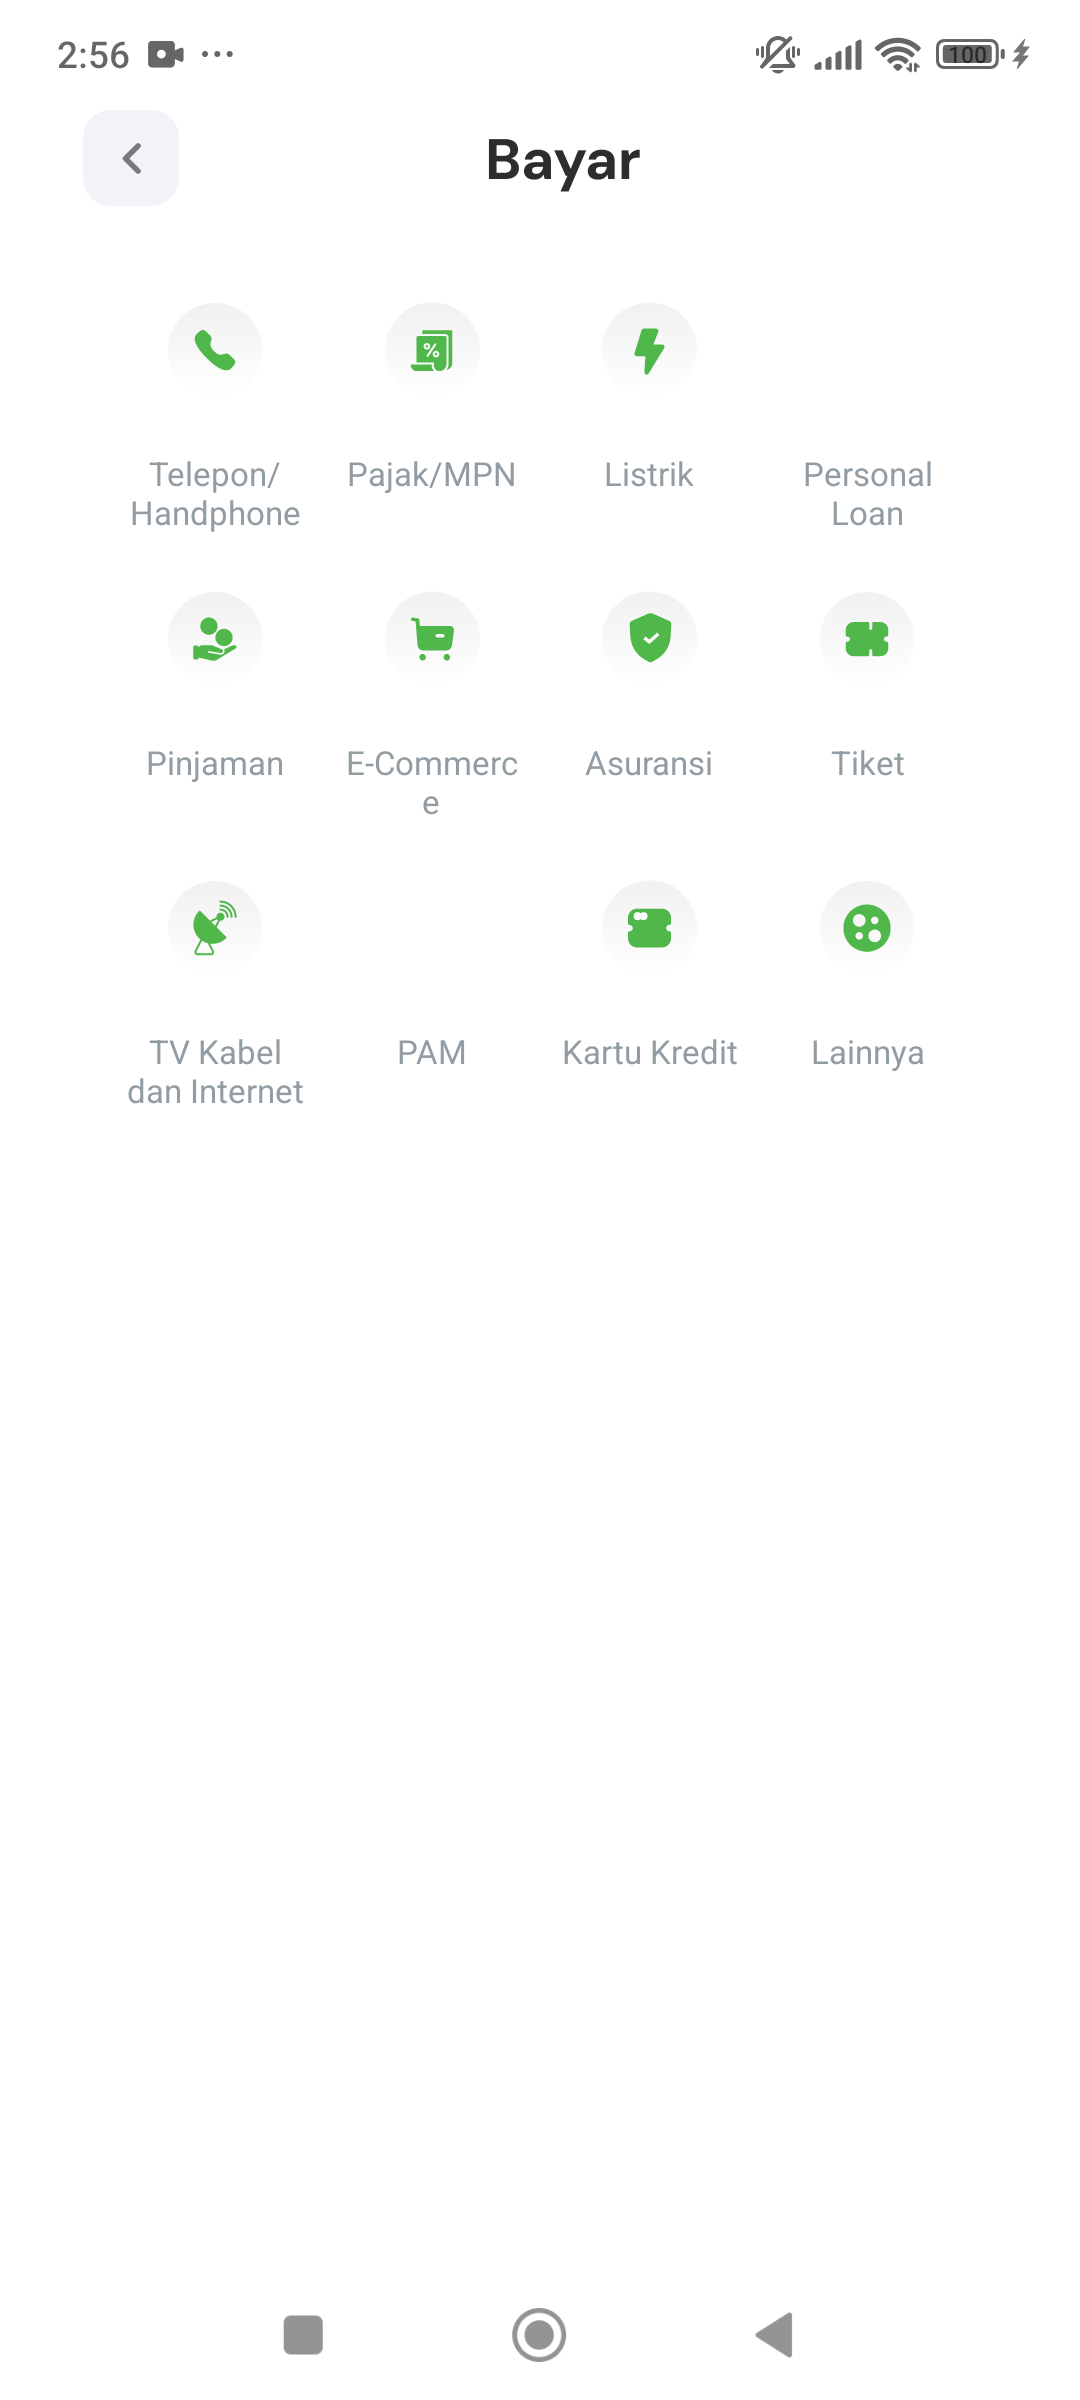 2:56
100
Bayar
Telepon/
Handphone
Pajak/MPN
Listrik
Personal
Loan
Pinjaman
E-Commerc
e
Asuransi
Tiket
TV Kabel
dan Internet
PAM
Kartu Kredit
Lainnya